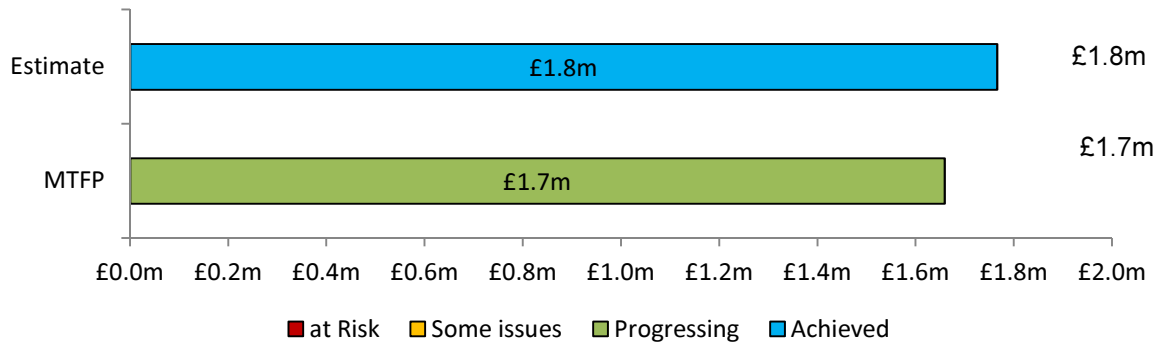 Estimate £1.8m £1.8m
MTFP £1.7m £1.7m
£0.0m £0.2m £0.4m £0.6m £0.8m £1.0m £1.2m £1.4m £1.6m £1.8m £2.0m
at Risk Some issues Progressing Achieved